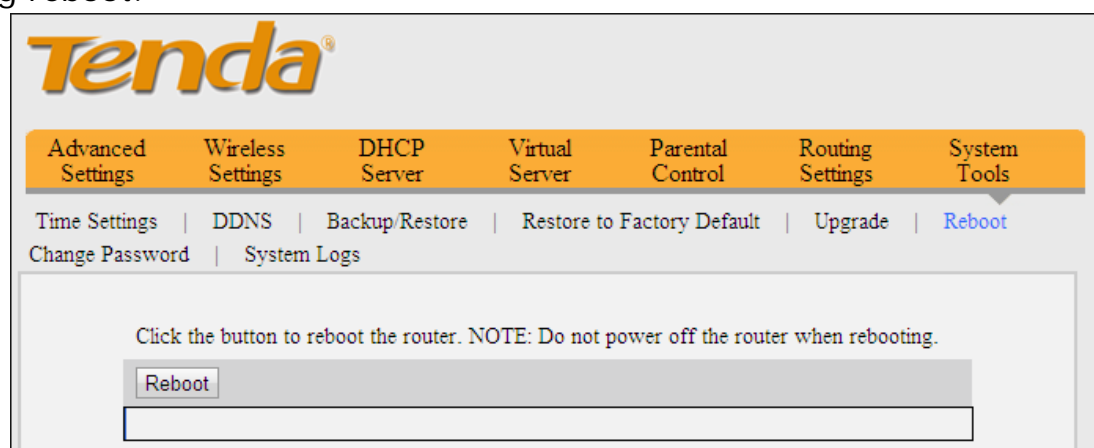 g reboot.
Tenda®
Advanced Settings Wireless Settings DHCP Server Virtual Server Parental Control Routing Settings System Tools
Time Settings | DDNS | Backup/Restore | Restore to Factory Default | Upgrade | Reboot
Change Password | System Logs
Click the button to reboot the router. NOTE: Do not power off the router when rebooting.
Reboot